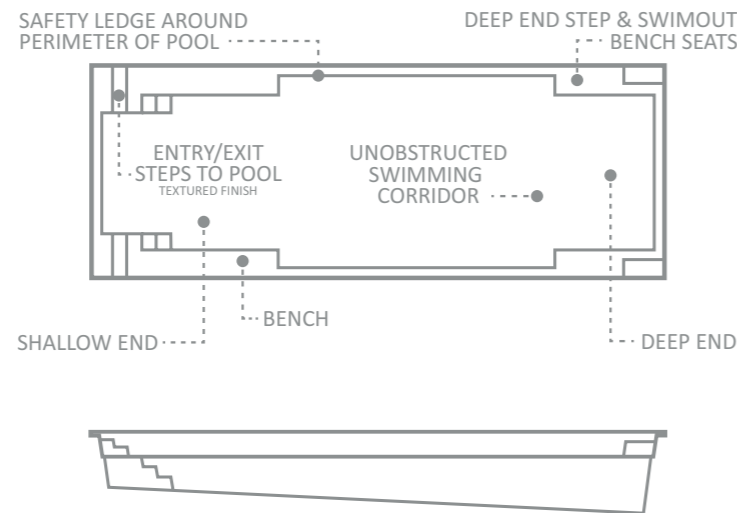 SAFETY LEDGE AROUND
PERIMETER OF POOL
DEEP END STEP & SWIMOUT
BENCH SEATS
ENTRY/EXIT
STEPS TO POOL
TEXTURED FINISH
UNOBSTRUCTED
SWIMMING
CORRIDOR
BENCH
SHALLOW END
DEEP END